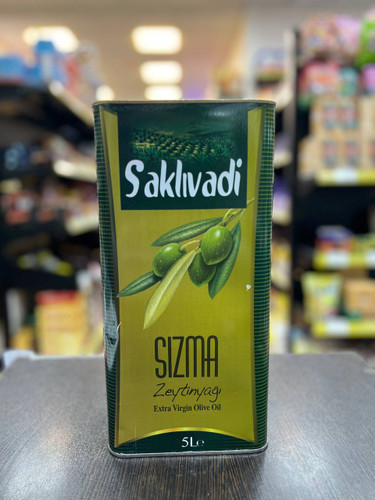 Saklıvadi
SIZMA
Zeytinyağı
Extra Virgin Olive Oil
5L℮